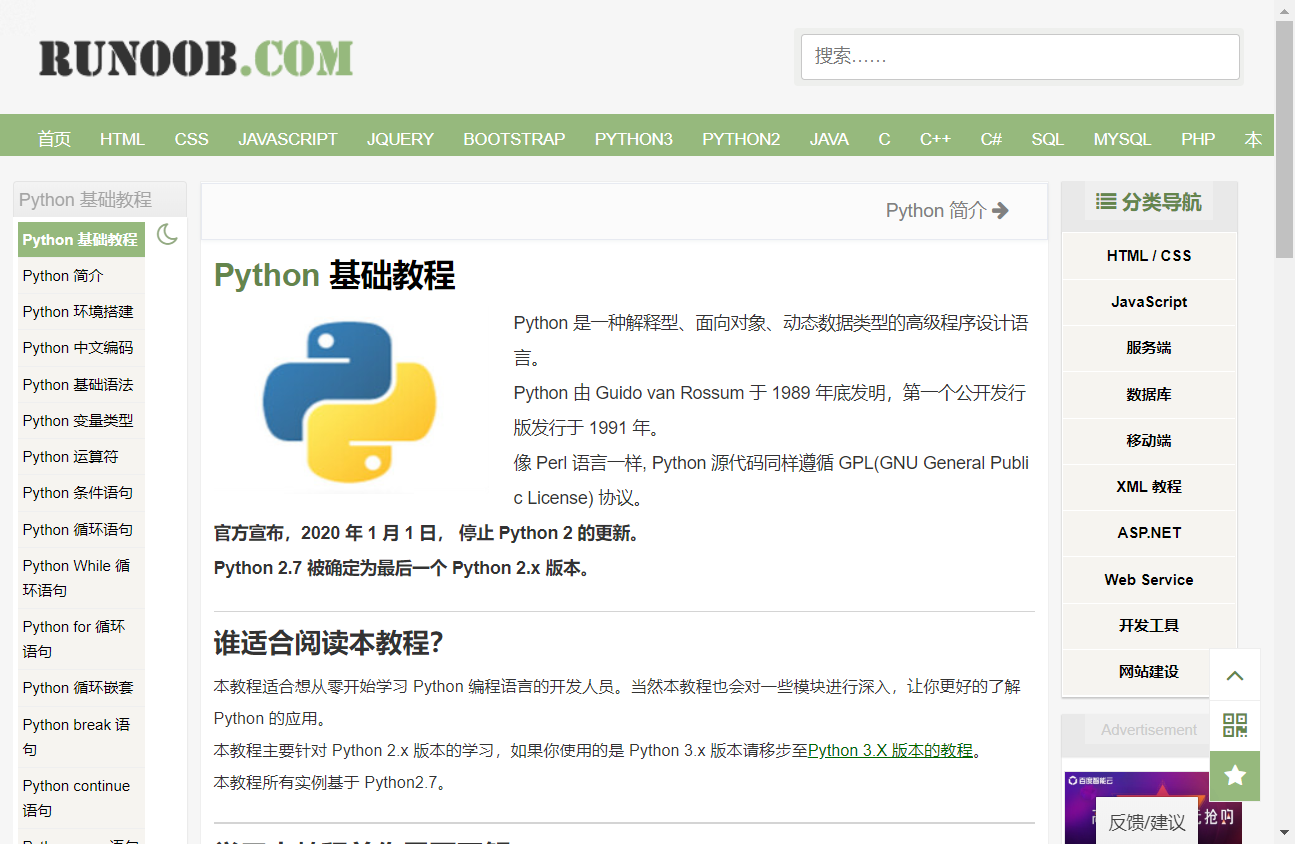 RUNOOB.COM
搜索……
首页 HTML CSS JAVASCRIPT JQUERY BOOTSTRAP PYTHON3 PYTHON2 JAVA C C++ C# SQL MYSQL PHP 本
Python 基础教程
Python 基础教程
Python 简介
Python 环境搭建
Python 中文编码
Python 基础语法
Python 变量类型
Python 运算符
Python 条件语句
Python 循环语句
Python While 循
环语句
Python for 循环
语句
Python 循环嵌套
Python break 语
句
Python continue
语句
Python 简介
Python 基础教程
Python 是一种解释型、面向对象、动态数据类型的高级程序设计语
言。
Python 由 Guido van Rossum 于 1989 年底发明，第一个公开发行
版发行于 1991 年。
像 Perl 语言一样, Python 源代码同样遵循 GPL(GNU General Publi
c License) 协议。
官方宣布，2020 年 1 月 1 日， 停止 Python 2 的更新。
Python 2.7 被确定为最后一个 Python 2.x 版本。
谁适合阅读本教程？
本教程适合想从零开始学习 Python 编程语言的开发人员。当然本教程也会对一些模块进行深入，让你更好的了解
Python 的应用。
本教程主要针对 Python 2.x 版本的学习，如果你使用的是 Python 3.x 版本请移步至Python 3.X 版本的教程。
本教程所有实例基于 Python2.7。
分类导航
HTML / CSS
JavaScript
服务端
数据库
移动端
XML 教程
ASP.NET
Web Service
开发工具
网站建设
Advertisement
百度智能云
抢购
反馈/建议